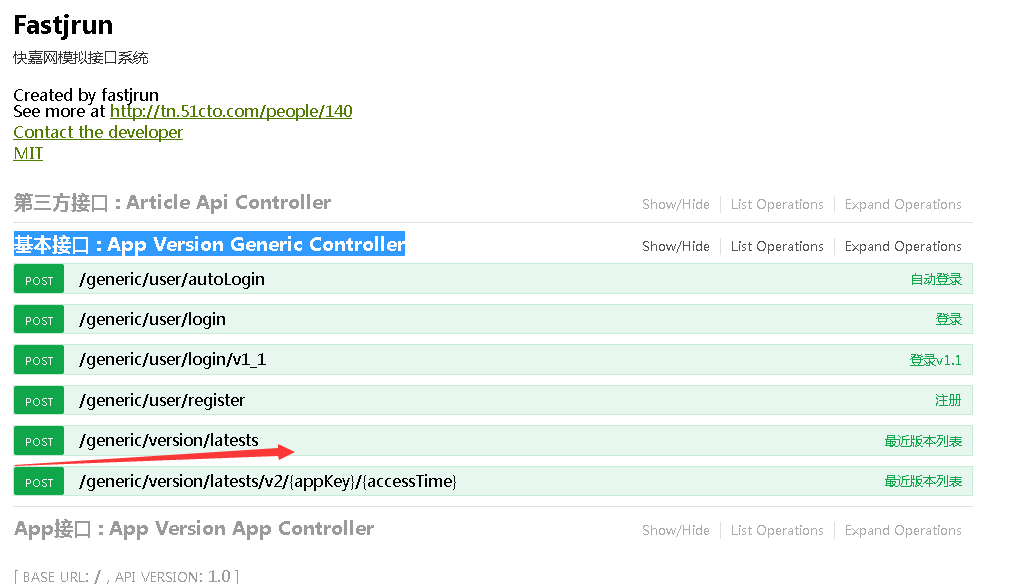 Fastjrun
快嘉网模拟接口系统
Created by fastjrun
See more at http://tn.51cto.com/people/140
Contact the developer
MIT
第三方接口 : Article Api Controller Show/Hide List Operations Expand Operations
基本接口 : App Version Generic Controller Show/Hide List Operations Expand Operations
POST /generic/user/autoLogin 自动登录
POST /generic/user/login 登录
POST /generic/user/login/v1_1 登录v1.1
POST /generic/user/register 注册
POST /generic/version/latests 最近版本列表
POST /generic/version/latests/v2/{appKey}/{accessTime} 最近版本列表
App接口 : App Version App Controller Show/Hide List Operations Expand Operations
[ BASE URL: / , API VERSION: 1.0 ]